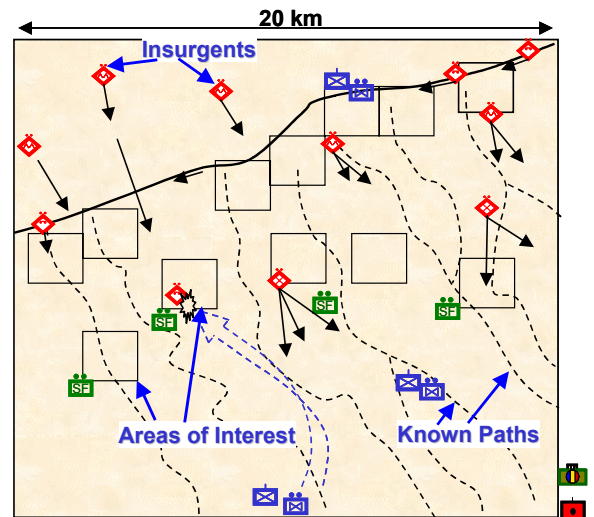 20 km
Insurgents
SF
SF
SF
SF
Areas of Interest
Known Paths